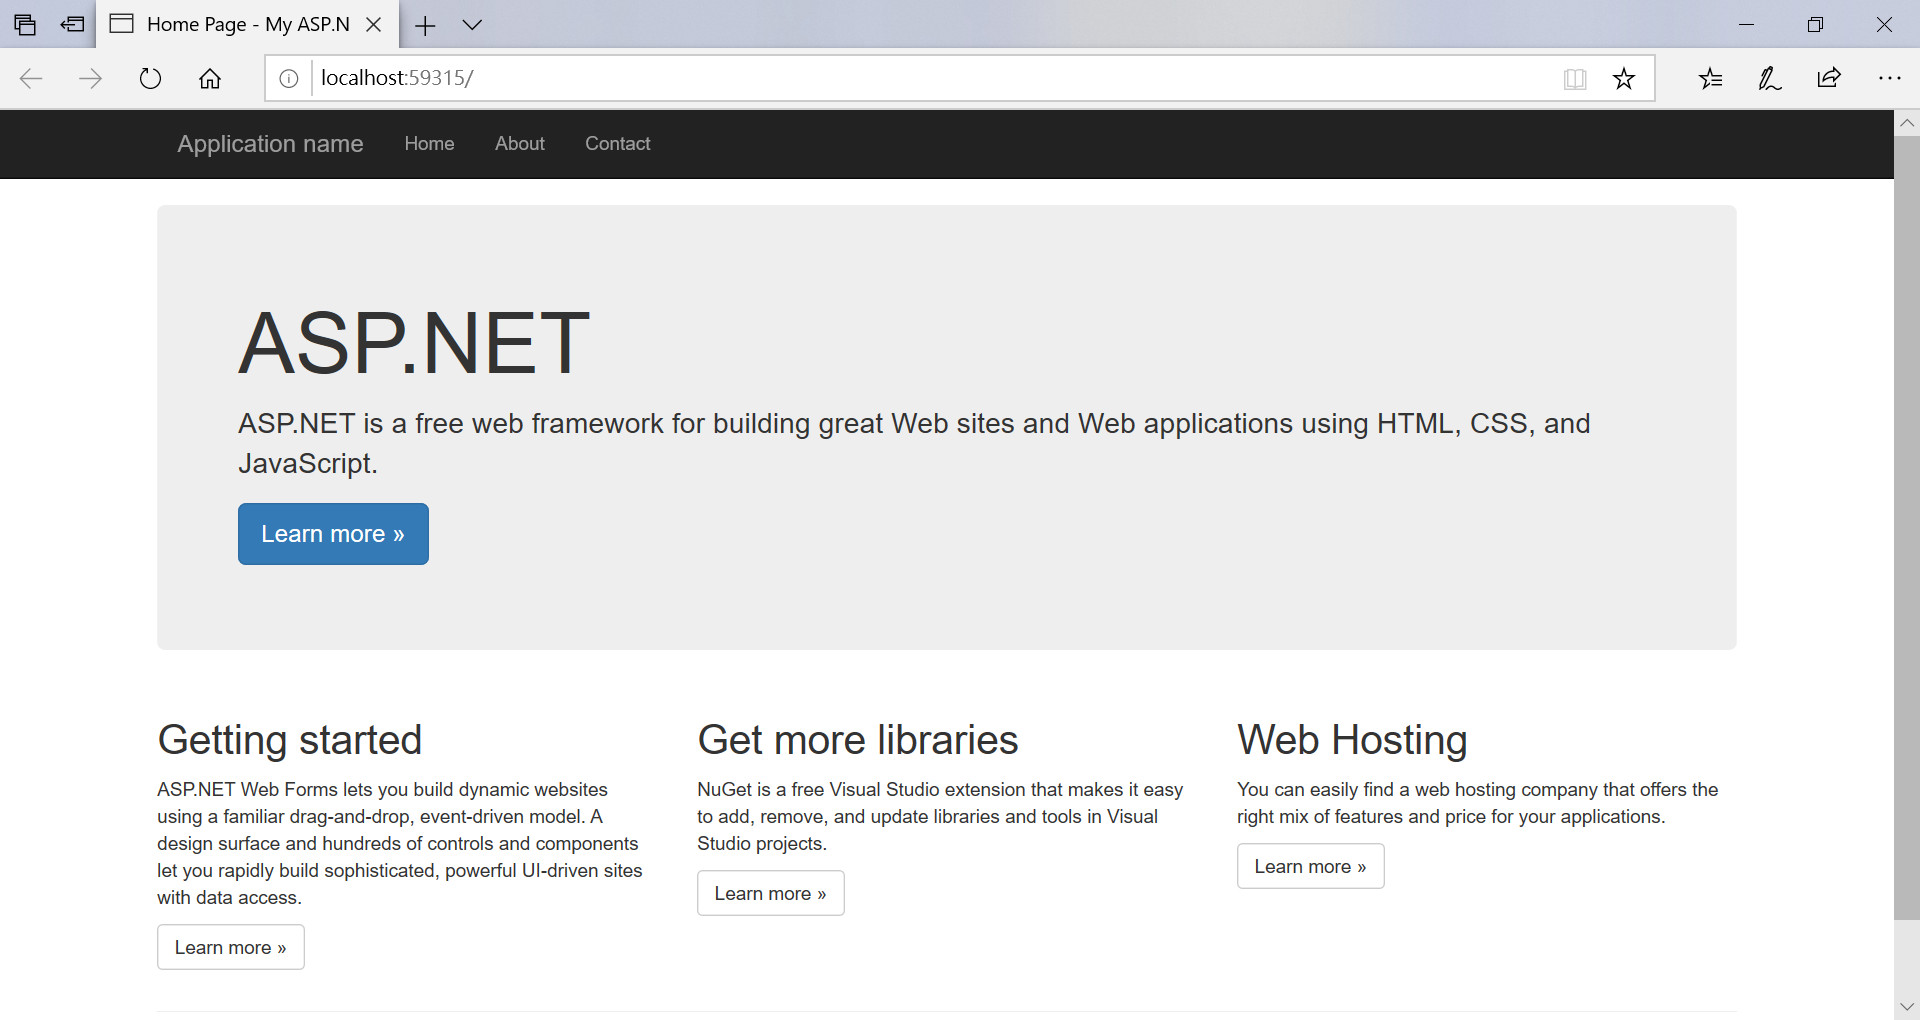 Home Page - My ASP.N
localhost:59315/
Application name Home About Contact
ASP.NET
ASP.NET is a free web framework for building great Web sites and Web applications using HTML, CSS, and
JavaScript.
Learn more »
Getting started
ASP.NET Web Forms lets you build dynamic websites
using a familiar drag-and-drop, event-driven model. A
design surface and hundreds of controls and components
let you rapidly build sophisticated, powerful UI-driven sites
with data access.
Learn more »
Get more libraries
NuGet is a free Visual Studio extension that makes it easy
to add, remove, and update libraries and tools in Visual
Studio projects.
Learn more »
Web Hosting
You can easily find a web hosting company that offers the
right mix of features and price for your applications.
Learn more »